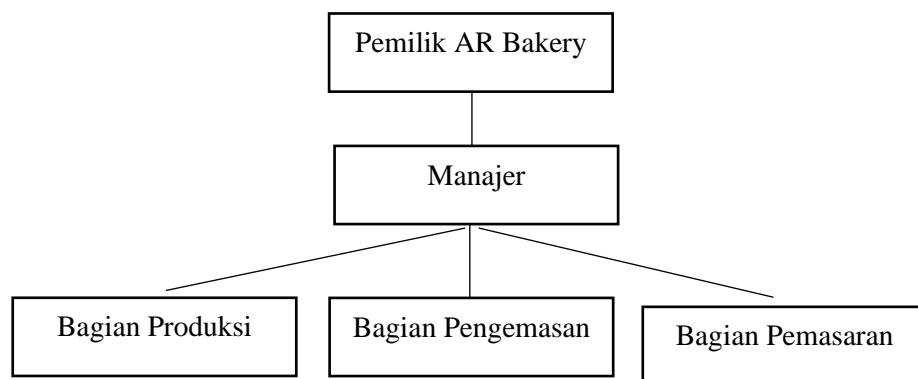 Pemilik AR Bakery
Manajer
Bagian Produksi
Bagian Pengemasan
Bagian Pemasaran